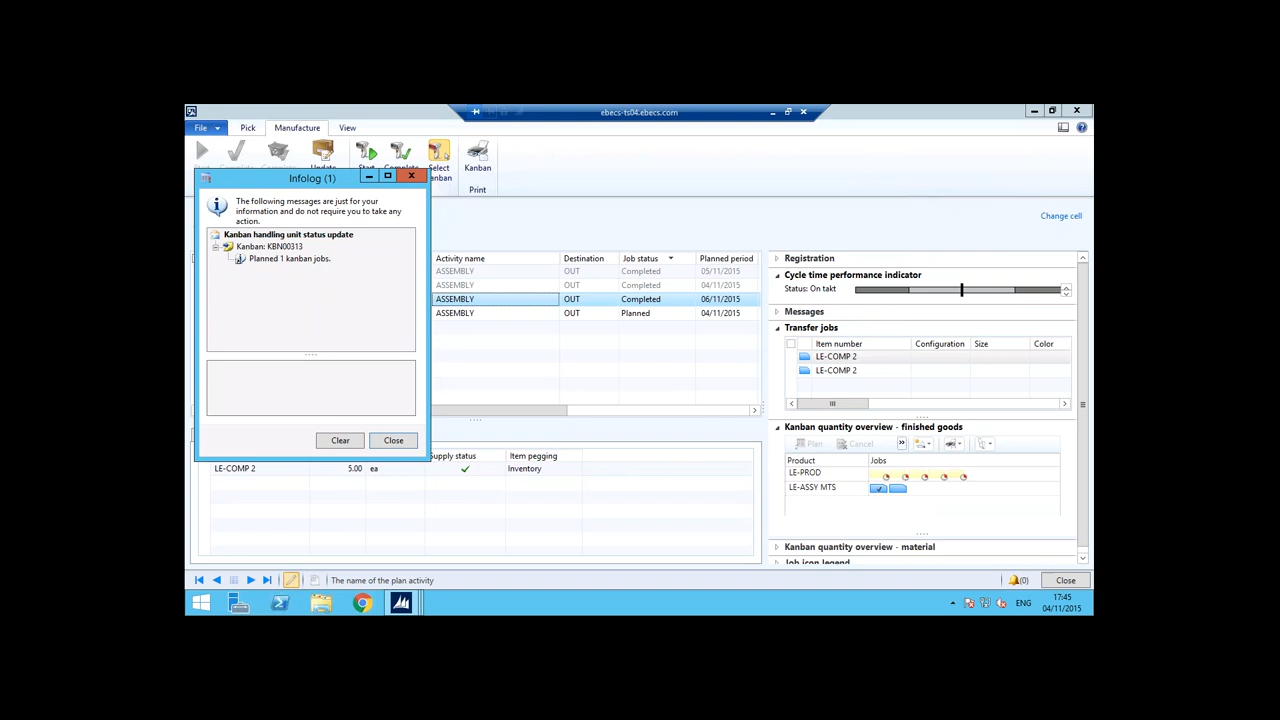 ebecs-ts04.ebecs.com
File
Pick
Manufacture
View
Select
Kanban
Print
Infolog (1)
The following messages are just for your
information and do not require you to take any
action.
Kanban handling unit status update
Kanban: KBN00313
Planned 1 kanban jobs.
Clear
Close
Change cell
Activity name Destination Job status Planned period
ASSEMBLY OUT Completed 05/11/2015
ASSEMBLY OUT Completed 04/11/2015
ASSEMBLY OUT Completed 06/11/2015
ASSEMBLY OUT Planned 04/11/2015
status Item pegging
LE-COMP 2 5.00 ea Inventory
Registration
Cycle time performance indicator
Status: On takt
Messages
Transfer jobs
Item number Configuration Size Color
LE-COMP 2
LE-COMP 2
Kanban quantity overview - finished goods
Plan Cancel
Product Jobs
LE-PROD
LE-ASSY MTS
Kanban quantity overview - material
Job icon legend
The name of the plan activity
(0)
Close
ENG
17:45
04/11/2015